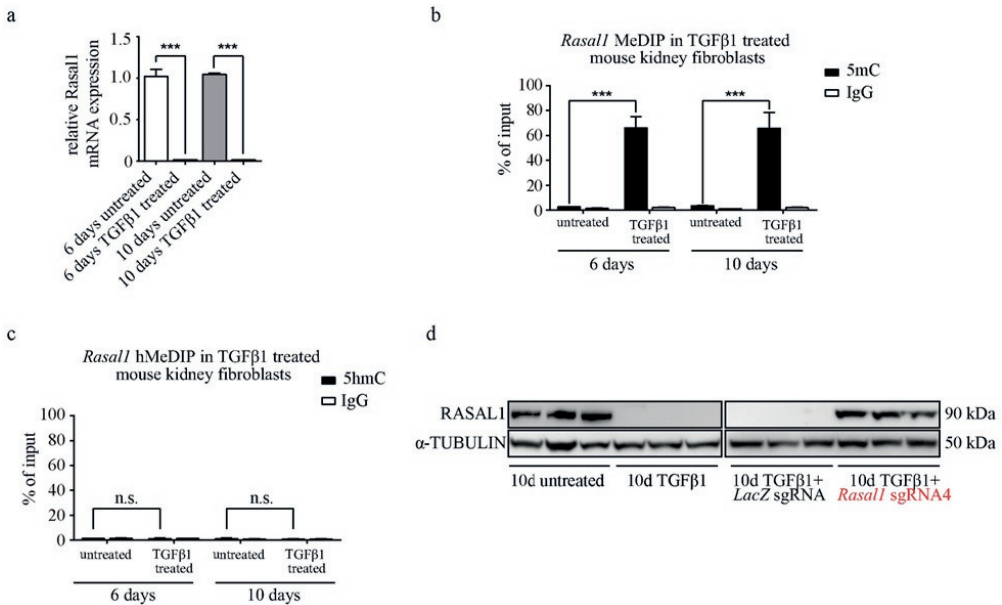 a
relative Rasal1
mRNA expression
1.5
1.0
0.5
0
***
***
6 days untreated
6 days TGFβ1 treated
10 days untreated
10 days TGFβ1 treated
b
Rasal1 MeDIP in TGFβ1 treated
mouse kidney fibroblasts
5mC
IgG
% of input
100
80
60
40
20
0
***
***
untreated
TGFβ1
treated
untreated
TGFβ1
treated
6 days
10 days
c
Rasal1 hMeDIP in TGFβ1 treated
mouse kidney fibroblasts
5hmC
IgG
% of input
100
80
60
40
20
0
n.s.
n.s.
untreated
TGFβ1
treated
untreated
TGFβ1
treated
6 days
10 days
d
RASAL1
90 kDa
α-TUBULIN
50 kDa
10d untreated
10d TGFβ1
10d TGFβ1+
LacZ sgRNA
10d TGFβ1+
Rasal1 sgRNA4